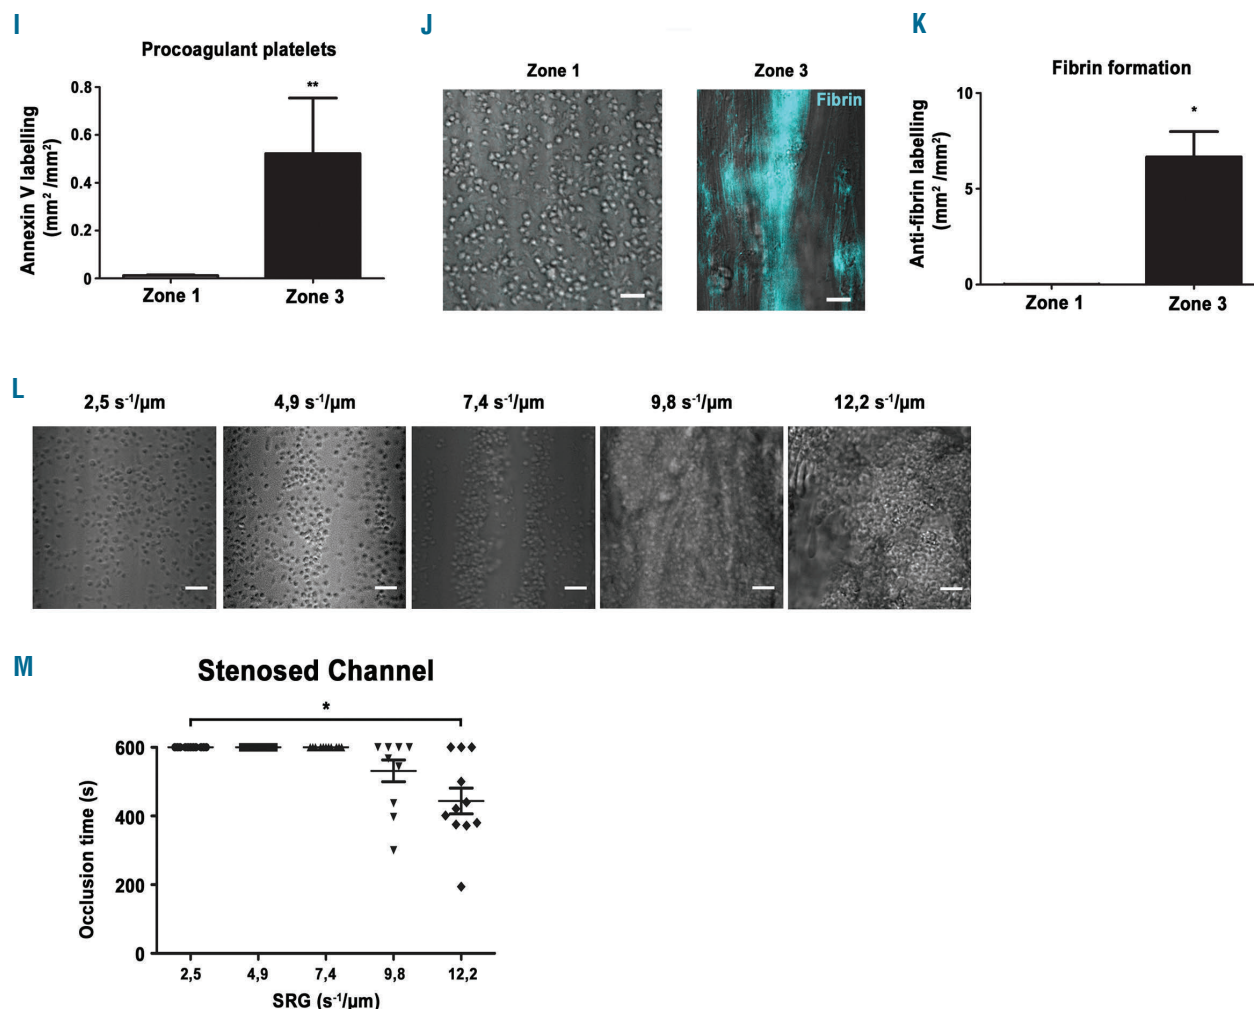 I
Procoagulant platelets
Annexin V labelling
(mm² /mm²)
0.8
0.6
0.4
0.2
0
**
Zone 1
Zone 3
J
Zone 1
Zone 3
Fibrin
K
Fibrin formation
Anti-fibrin labelling
(mm² /mm²)
10
5
0
*
Zone 1
Zone 3
L
2,5 s⁻¹/µm
4,9 s⁻¹/µm
7,4 s⁻¹/µm
9,8 s⁻¹/µm
12,2 s⁻¹/µm
M
Stenosed Channel
*
Occlusion time (s)
600
400
200
0
2,5
4,9
7,4
9,8
12,2
SRG (s⁻¹/µm)